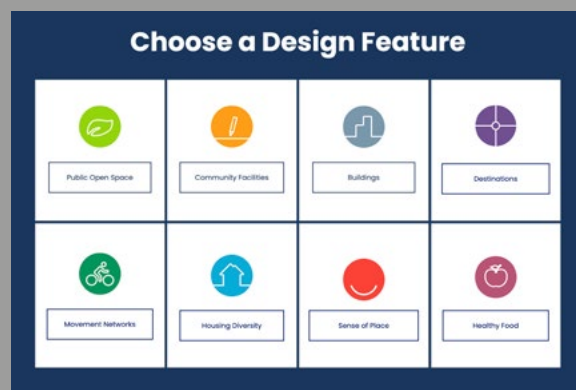 Choose a Design Feature
Public Open Space
Community Facilities
Buildings
Destinations
Movement Networks
Housing Diversity
Sense of Place
Healthy Food